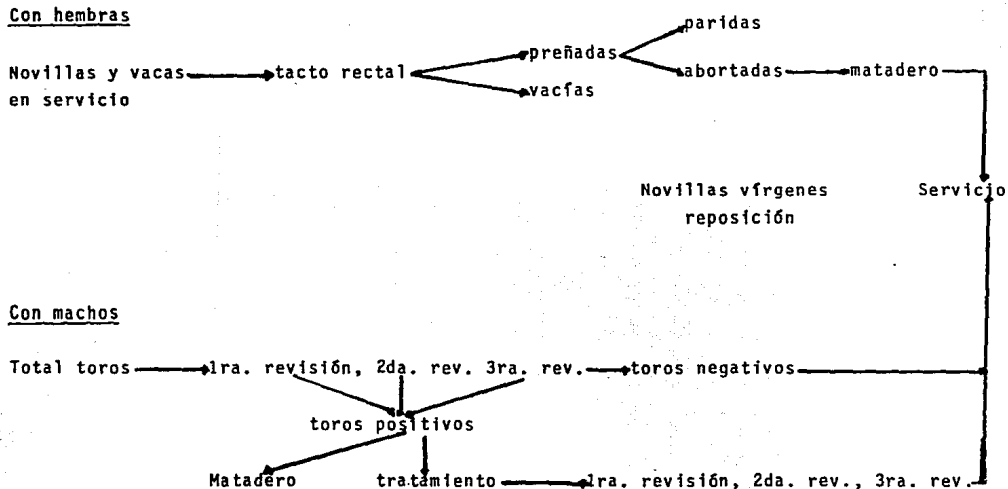 Con hembras
paridas
preñadas
Novillas y vacas tacto rectal abortadas matadero
en servicio vacías
Novillas vírgenes Servicio
reposición
Con machos
Total toros 1ra. revisión, 2da. rev. 3ra. rev. toros negativos
toros positivos
Matadero tratamiento 1ra. revisión, 2da. rev., 3ra. rev.